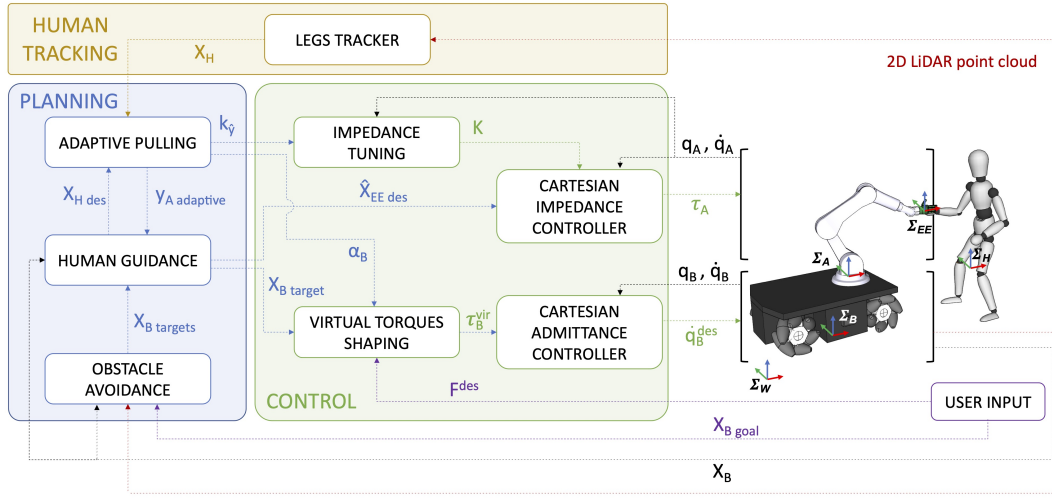 HUMAN
TRACKING
LEGS TRACKER
X_H
2D LiDAR point cloud
PLANNING
ADAPTIVE PULLING
k_ŷ
IMPEDANCE
TUNING
K
q_A , q̇_A
X_H des
y_A adaptive
X̂_EE des
CARTESIAN
IMPEDANCE
CONTROLLER
τ_A
Σ_EE
Σ_A
Σ_H
HUMAN GUIDANCE
α_B
q_B , q̇_B
X_B target
X_B targets
VIRTUAL TORQUES
SHAPING
τ_B^vir
CARTESIAN
ADMITTANCE
CONTROLLER
q̇_B^des
Σ_B
Σ_W
OBSTACLE
AVOIDANCE
CONTROL
F^des
USER INPUT
X_B goal
X_B